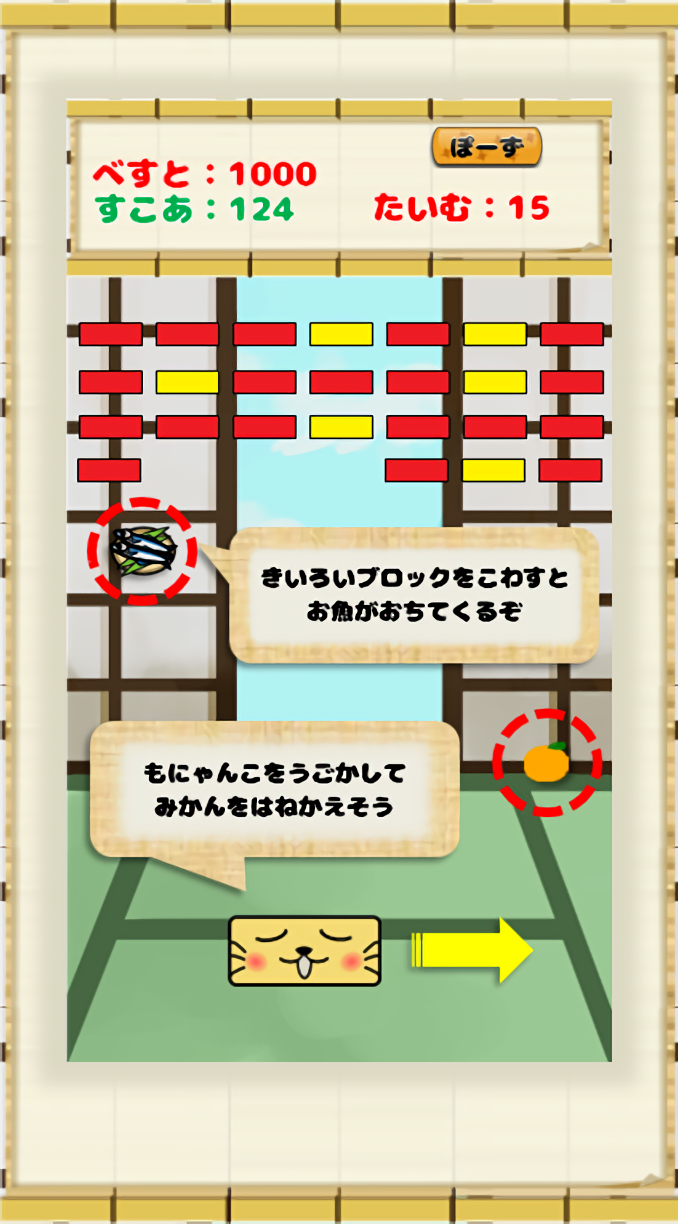 ぽーず
べすと：1000
すこあ：124 たいむ：15
きいろいブロックをこわすと
お魚がおちてくるぞ
もにゃんこをうごかして
みかんをはねかえそう